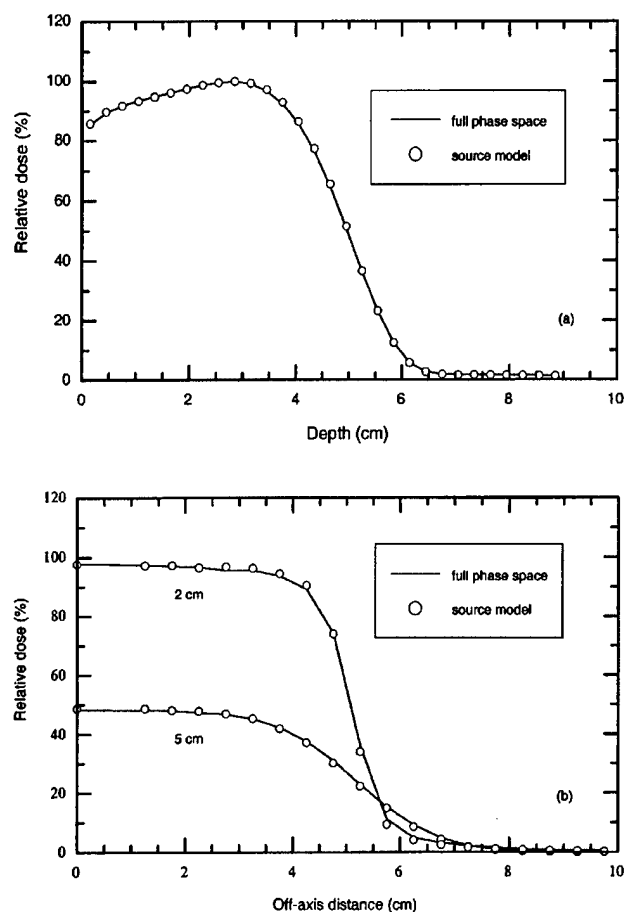 120
100
80
60
40
20
0
Relative dose (%)
full phase space
source model
(a)
0 2 4 6 8 10
Depth (cm)
120
100
80
60
40
20
0
Relative dose (%)
2 cm
5 cm
full phase space
source model
(b)
0 2 4 6 8 10
Off-axis distance (cm)